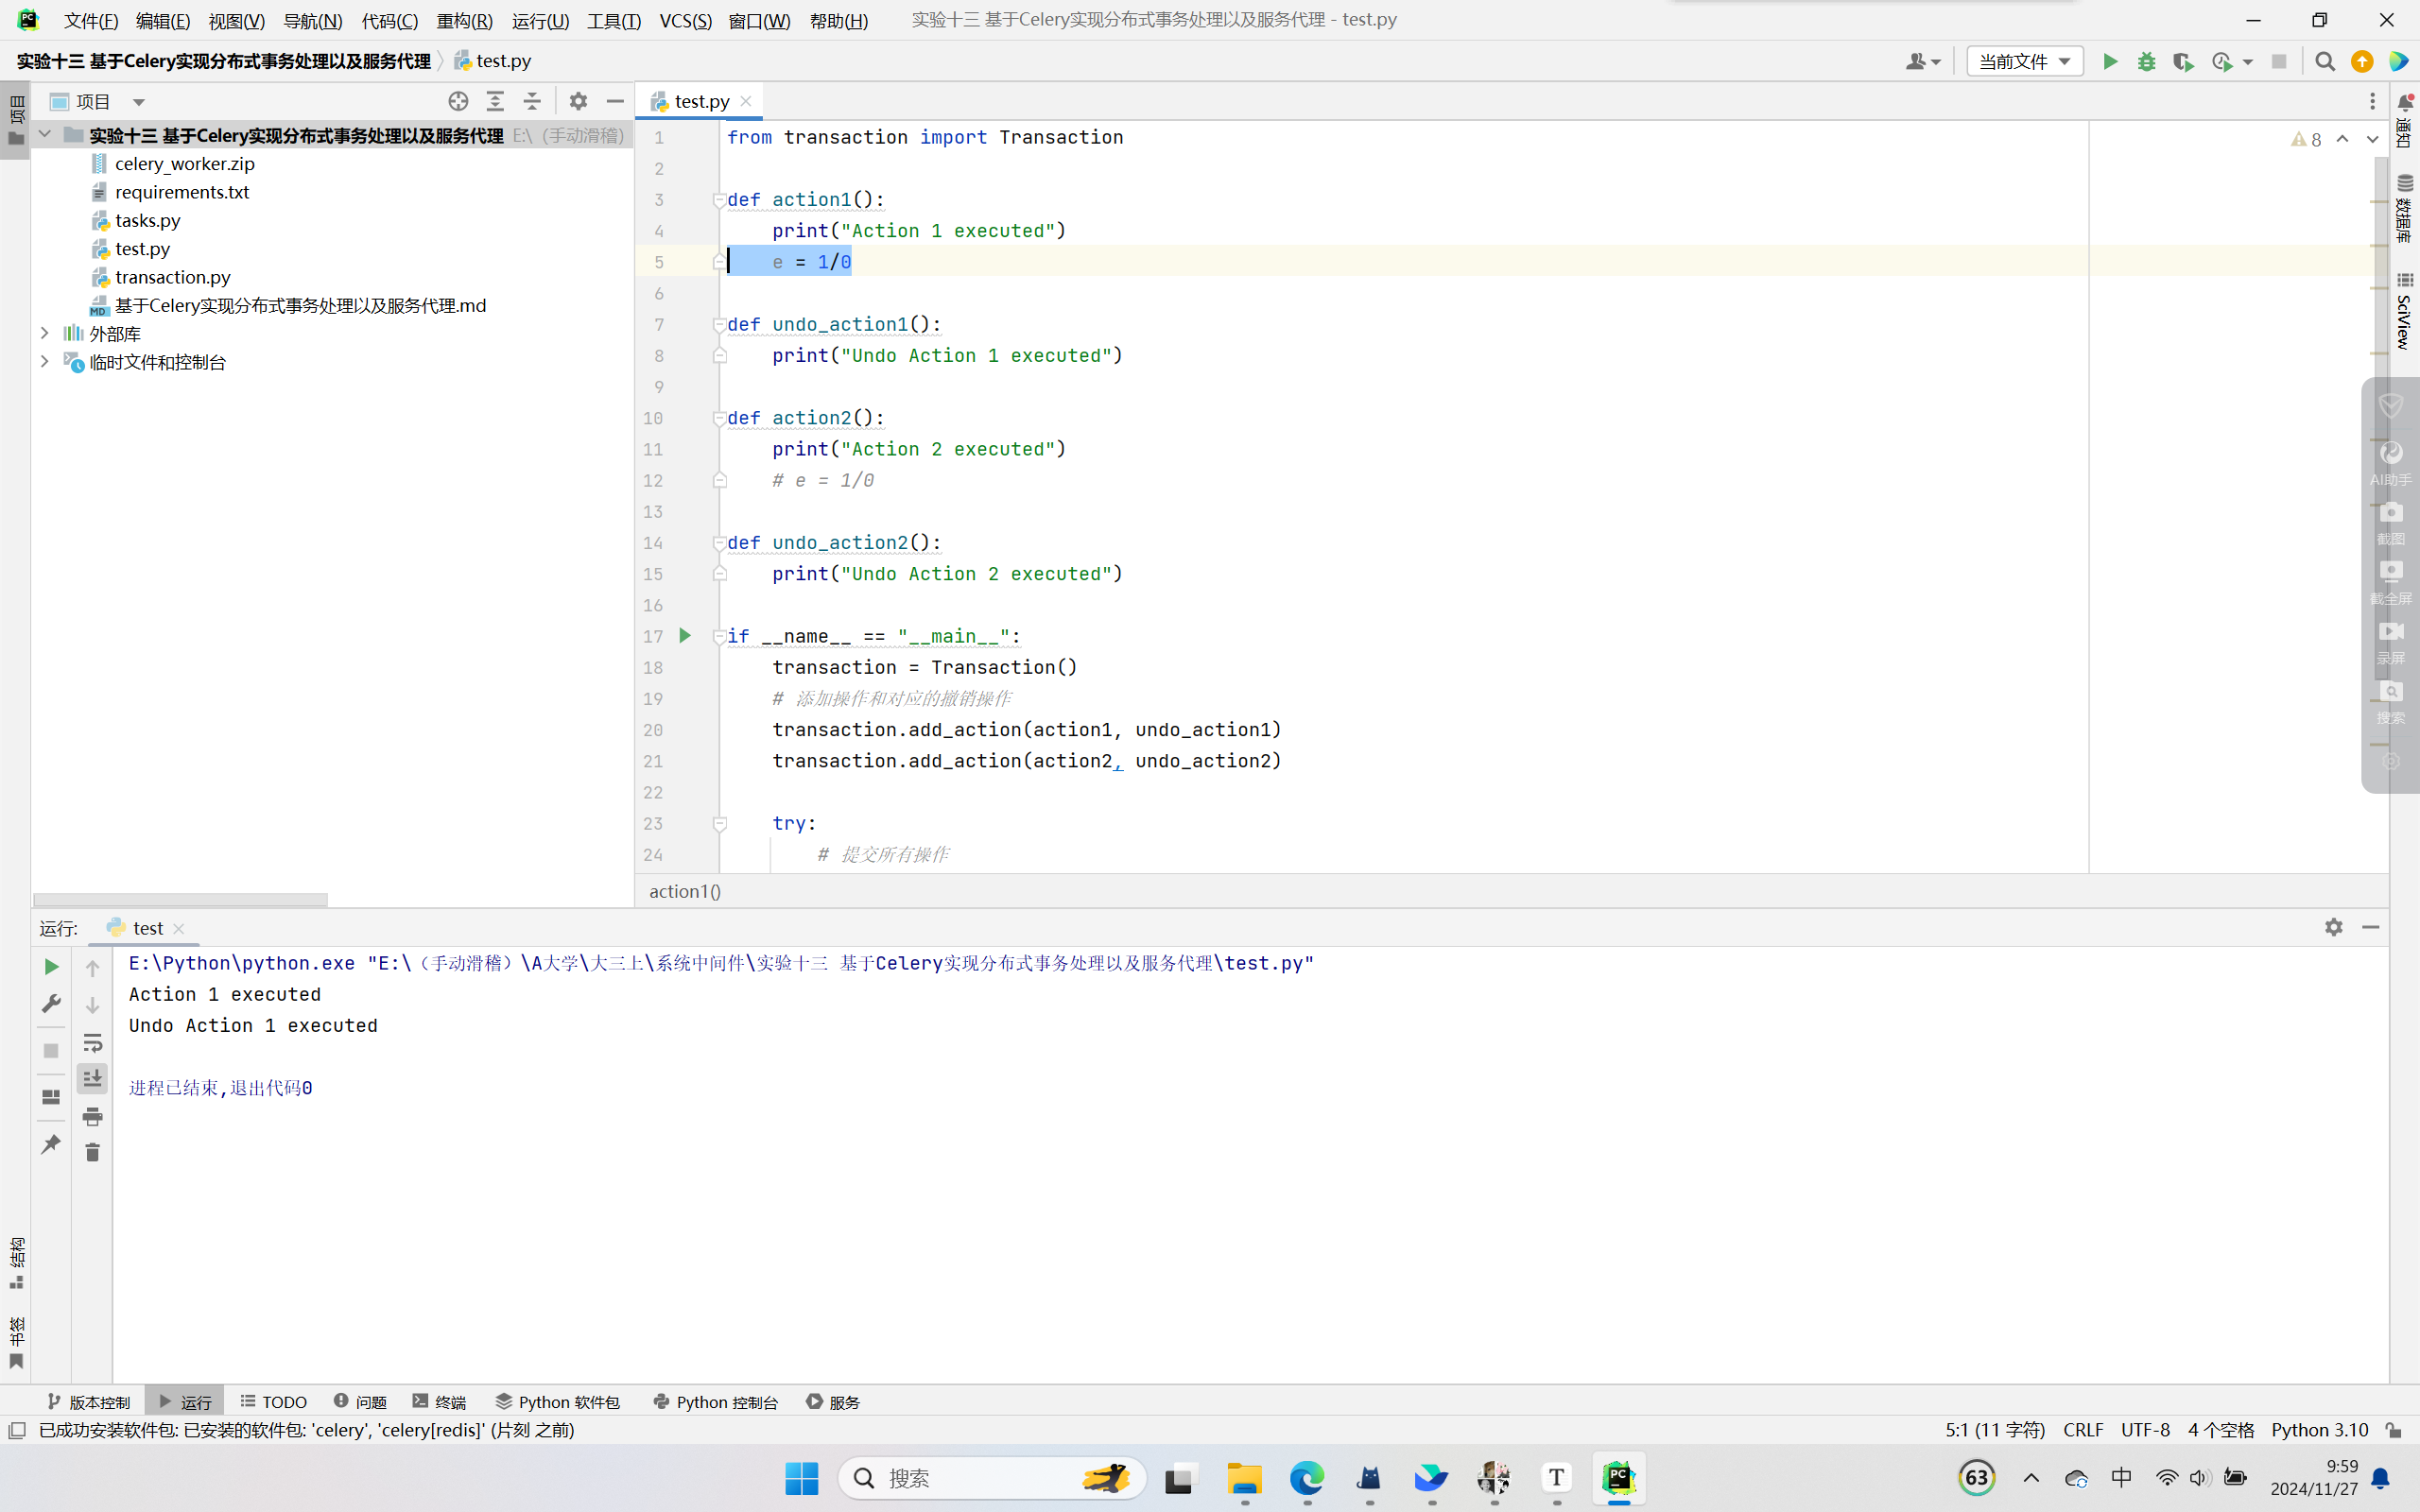 文件(F) 编辑(E) 视图(V) 导航(N) 代码(C) 重构(R) 运行(U) 工具(T) VCS(S) 窗口(W) 帮助(H) 实验十三 基于Celery实现分布式事务处理以及服务代理 - test.py
实验十三 基于Celery实现分布式事务处理以及服务代理 test.py 当前文件
项目 项目 test.py
实验十三 基于Celery实现分布式事务处理以及服务代理 E:\（手动滑稽）
celery_worker.zip
requirements.txt
tasks.py
test.py
transaction.py
MD 基于Celery实现分布式事务处理以及服务代理.md
外部库
临时文件和控制台
1 from transaction import Transaction
2
3 def action1():
4 print("Action 1 executed")
5 e = 1/0
6
7 def undo_action1():
8 print("Undo Action 1 executed")
9
10 def action2():
11 print("Action 2 executed")
12 # e = 1/0
13
14 def undo_action2():
15 print("Undo Action 2 executed")
16
17 if __name__ == "__main__":
18 transaction = Transaction()
19 # 添加操作和对应的撤销操作
20 transaction.add_action(action1, undo_action1)
21 transaction.add_action(action2, undo_action2)
22
23 try:
24 # 提交所有操作
8
action1()
通知
数据库
SciView
AI助手
截图
截全屏
录屏
搜索
运行: test
E:\Python\python.exe "E:\（手动滑稽）\A大学\大三上\系统中间件\实验十三 基于Celery实现分布式事务处理以及服务代理\test.py"
Action 1 executed
Undo Action 1 executed
进程已结束,退出代码0
结构
书签
版本控制 运行 TODO 问题 终端 Python 软件包 Python 控制台 服务
已成功安装软件包: 已安装的软件包: 'celery', 'celery[redis]' (片刻 之前) 5:1 (11 字符) CRLF UTF-8 4 个空格 Python 3.10
搜索 T PC 63 中 9:59
2024/11/27